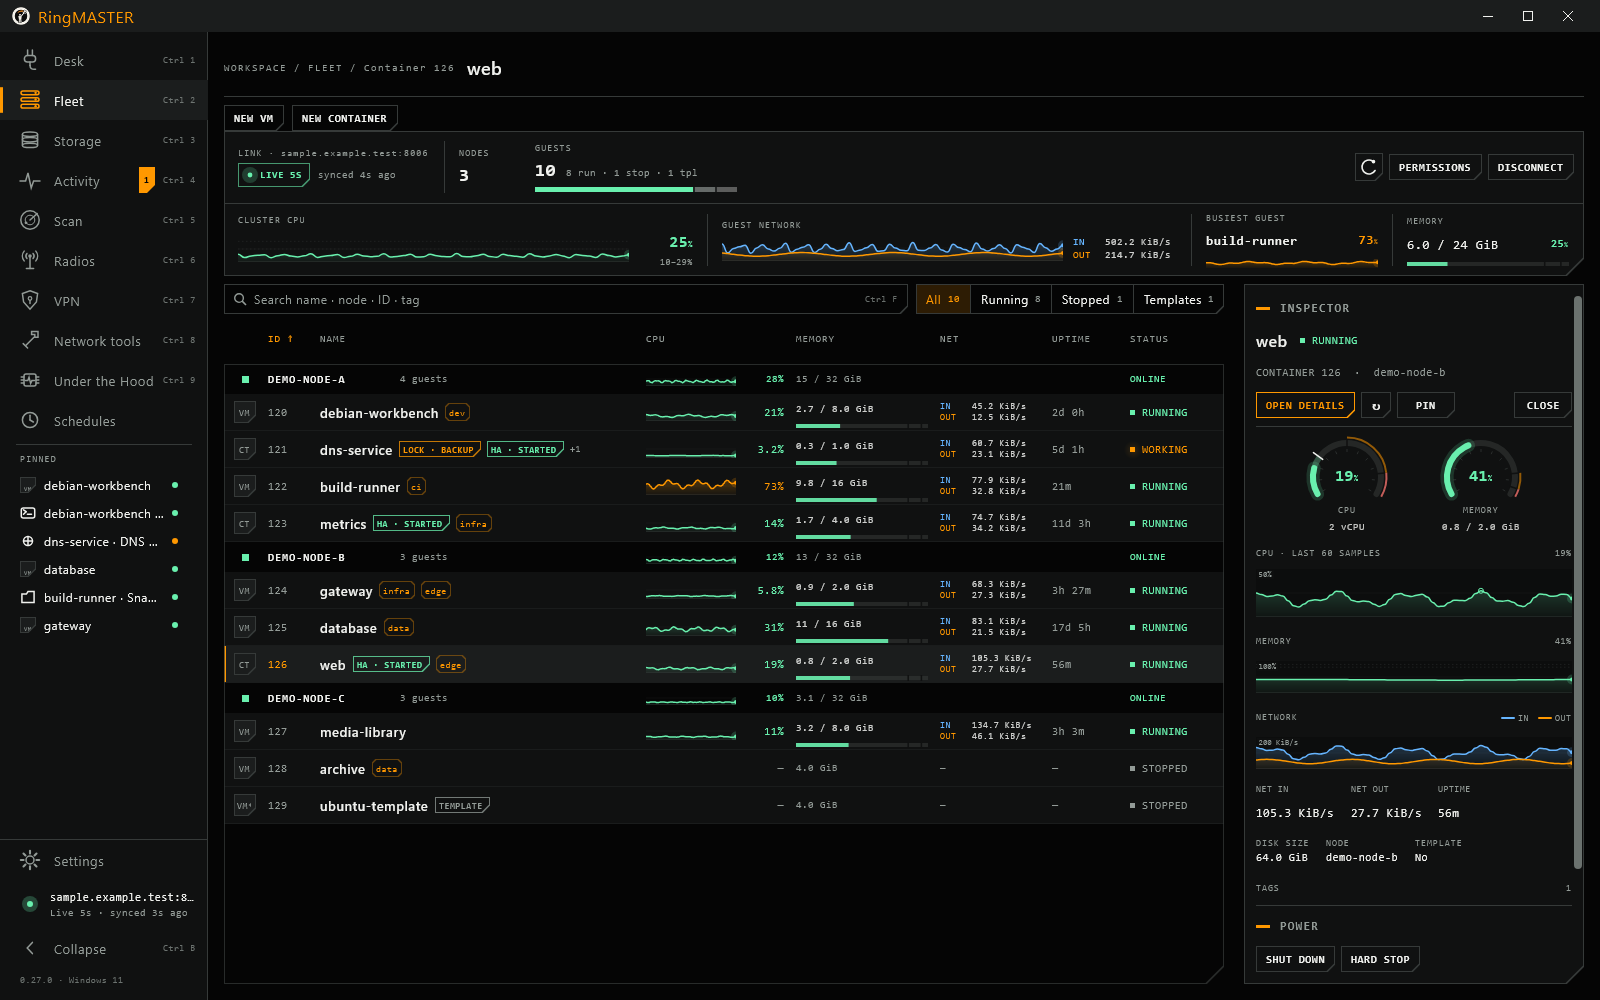 RingMASTER
Desk Ctrl 1
Fleet Ctrl 2
Storage Ctrl 3
Activity 1 Ctrl 4
Scan Ctrl 5
Radios Ctrl 6
VPN Ctrl 7
Network tools Ctrl 8
Under the Hood Ctrl 9
Schedules
PINNED
VM debian-workbench
debian-workbench ...
dns-service · DNS ...
VM database
build-runner · Sna...
VM gateway
Settings
sample.example.test:8...
Live 5s · synced 3s ago
Collapse Ctrl B
0.27.0 · Windows 11
WORKSPACE / FLEET / Container 126 web
NEW VM NEW CONTAINER
LINK · sample.example.test:8006
LIVE 5S synced 4s ago
NODES
3
GUESTS
10 8 run · 1 stop · 1 tpl
PERMISSIONS DISCONNECT
CLUSTER CPU
25%
10–29%
GUEST NETWORK
IN 502.2 KiB/s
OUT 214.7 KiB/s
BUSIEST GUEST
build-runner 73%
MEMORY
6.0 / 24 GiB 25%
Search name · node · ID · tag Ctrl F
All 10 Running 8 Stopped 1 Templates 1
ID ↑ NAME CPU MEMORY NET UPTIME STATUS
DEMO-NODE-A 4 guests 28% 15 / 32 GiB ONLINE
VM 120 debian-workbench dev 21% 2.7 / 8.0 GiB IN 45.2 KiB/s OUT 12.5 KiB/s 2d 0h RUNNING
CT 121 dns-service LOCK · BACKUP HA · STARTED +1 3.2% 0.3 / 1.0 GiB IN 60.7 KiB/s OUT 23.1 KiB/s 5d 1h WORKING
VM 122 build-runner ci 73% 9.8 / 16 GiB IN 77.9 KiB/s OUT 32.8 KiB/s 21m RUNNING
CT 123 metrics HA · STARTED infra 14% 1.7 / 4.0 GiB IN 74.7 KiB/s OUT 34.2 KiB/s 11d 3h RUNNING
DEMO-NODE-B 3 guests 12% 13 / 32 GiB ONLINE
VM 124 gateway infra edge 5.8% 0.9 / 2.0 GiB IN 68.3 KiB/s OUT 27.3 KiB/s 3h 27m RUNNING
VM 125 database data 31% 11 / 16 GiB IN 83.1 KiB/s OUT 21.5 KiB/s 17d 5h RUNNING
CT 126 web HA · STARTED edge 19% 0.8 / 2.0 GiB IN 105.3 KiB/s OUT 27.7 KiB/s 56m RUNNING
DEMO-NODE-C 3 guests 10% 3.1 / 32 GiB ONLINE
VM 127 media-library 11% 3.2 / 8.0 GiB IN 134.7 KiB/s OUT 46.1 KiB/s 3h 3m RUNNING
VM 128 archive data — 4.0 GiB — — STOPPED
VM 129 ubuntu-template TEMPLATE — 4.0 GiB — — STOPPED
INSPECTOR
web RUNNING
CONTAINER 126 · demo-node-b
OPEN DETAILS ↻ PIN CLOSE
19% 41%
CPU MEMORY
2 vCPU 0.8 / 2.0 GiB
CPU · LAST 60 SAMPLES 19%
50%
MEMORY 41%
100%
NETWORK IN OUT
200 KiB/s
NET IN NET OUT UPTIME
105.3 KiB/s 27.7 KiB/s 56m
DISK SIZE NODE TEMPLATE
64.0 GiB demo-node-b No
TAGS 1
POWER
SHUT DOWN HARD STOP